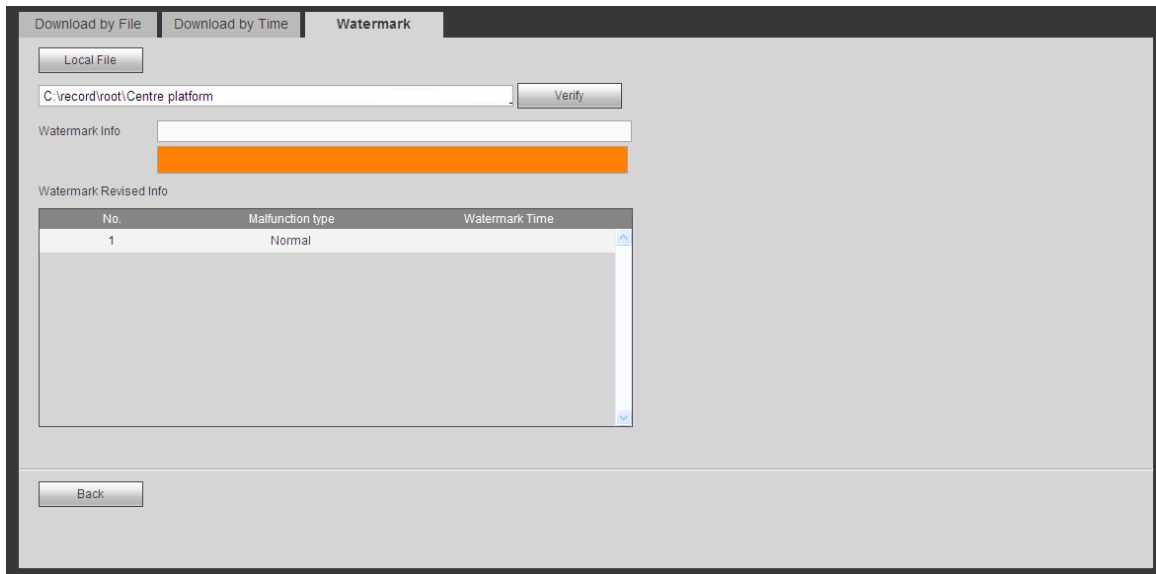 Download by File Download by Time Watermark
Local File
C:\record\root\Centre platform Verify
Watermark Info
Watermark Revised Info
No. Malfunction type Watermark Time
1 Normal
Back